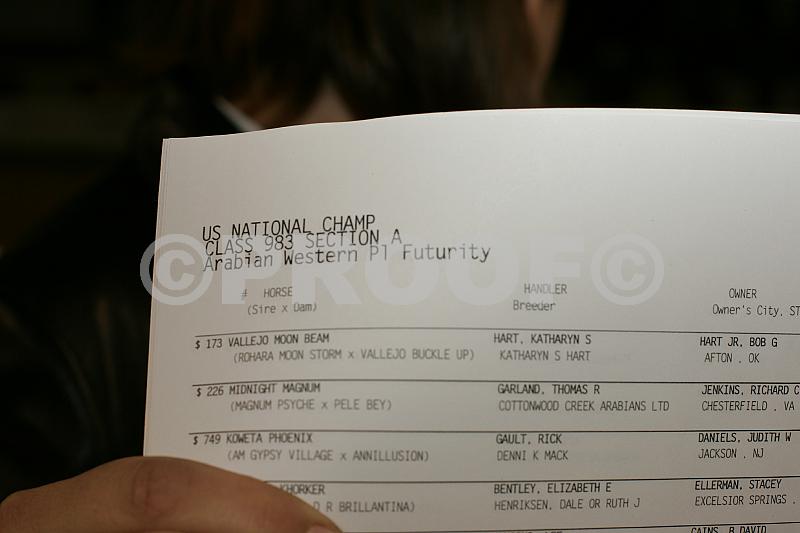 US NATIONAL CHAMP
CLASS 983 SECTION A
Arabian Western Pl Futurity
©PROOF©
# HORSE HANDLER OWNER
(Sire x Dam) Breeder Owner's City, ST
$ 173 VALLEJO MOON BEAM HART, KATHARYN S HART JR, BOB G
(ROHARA MOON STORM x VALLEJO BUCKLE UP) KATHARYN S HART AFTON , OK
$ 226 MIDNIGHT MAGNUM GARLAND, THOMAS R JENKINS, RICHARD C
(MAGNUM PSYCHE x PELE BEY) COTTONWOOD CREEK ARABIANS LTD CHESTERFIELD , VA
$ 749 KOWETA PHOENIX GAULT, RICK DANIELS, JUDITH W
(AM GYPSY VILLAGE x ANNILLUSION) DENNI K MACK JACKSON , NJ
KHORKER BENTLEY, ELIZABETH E ELLERMAN, STACEY
D R BRILLANTINA) HENRIKSEN, DALE OR RUTH J EXCELSIOR SPRINGS ,
CAINS, B DAVID